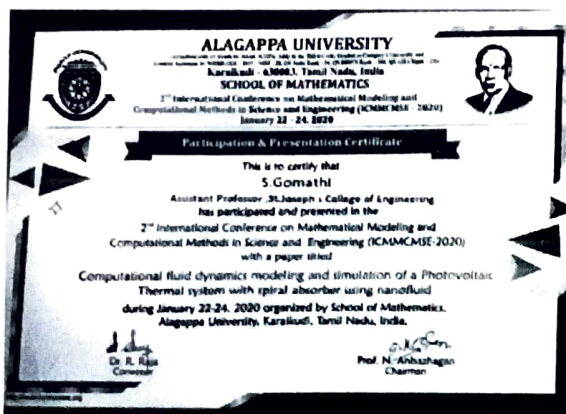 ALAGAPPA UNIVERSITY
Karaikudi - 630003, Tamil Nadu, India
SCHOOL OF MATHEMATICS
2nd International Conference on Mathematical Modeling and
Computational Methods in Science and Engineering (ICMMCMSE - 2020)
January 22 - 24, 2020
Participation & Presentation Certificate
This is to certify that
S.Gomathi
Assistant Professor ,St.Joseph's College of Engineering
has participated and presented in the
2nd International Conference on Mathematical Modeling and
Computational Methods in Science and Engineering (ICMMCMSE-2020)
with a paper titled
Computational fluid dynamics modeling and simulation of a Photovoltaic
Thermal system with spiral absorber using nanofluid
during January 22-24, 2020 organized by School of Mathematics,
Alagappa University, Karaikudi, Tamil Nadu, India.
Dr. R. Raja
Convener
Prof. N. Anbazhagan
Chairman